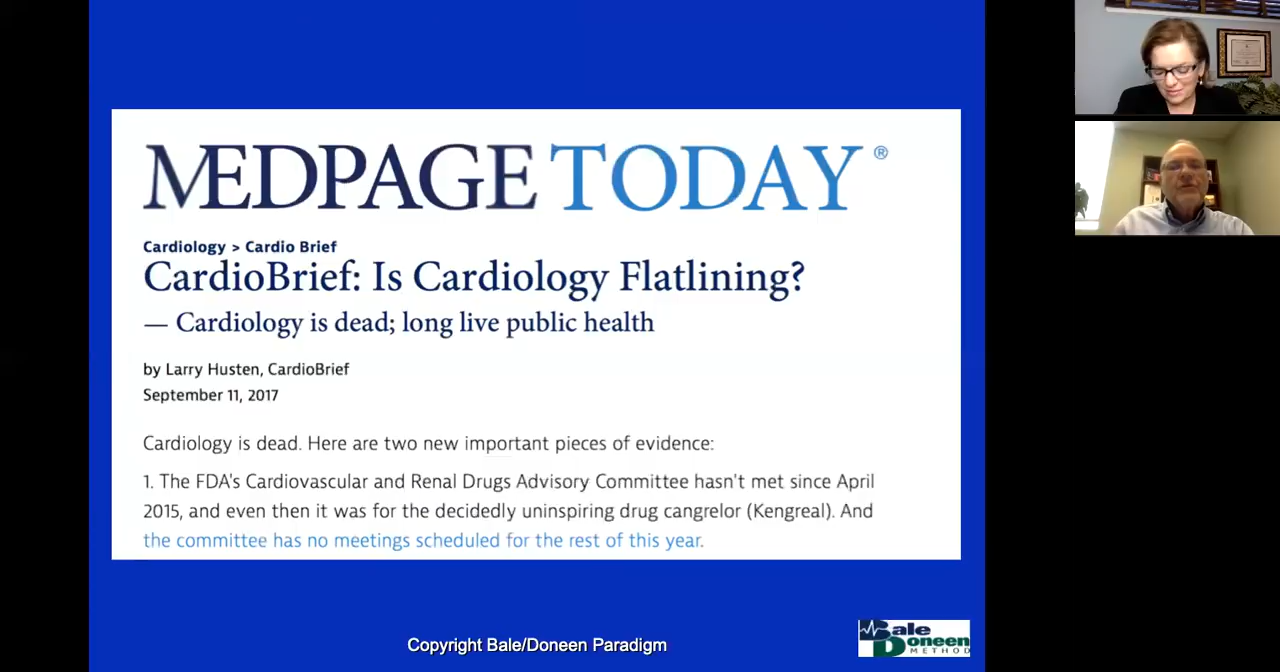 MEDPAGE TODAY®
Cardiology > Cardio Brief
CardioBrief: Is Cardiology Flatlining?
— Cardiology is dead; long live public health
by Larry Husten, CardioBrief
September 11, 2017
Cardiology is dead. Here are two new important pieces of evidence:
1. The FDA's Cardiovascular and Renal Drugs Advisory Committee hasn't met since April
2015, and even then it was for the decidedly uninspiring drug cangrelor (Kengreal). And
the committee has no meetings scheduled for the rest of this year.
Copyright Bale/Doneen Paradigm
Bale
Doneen
METHOD